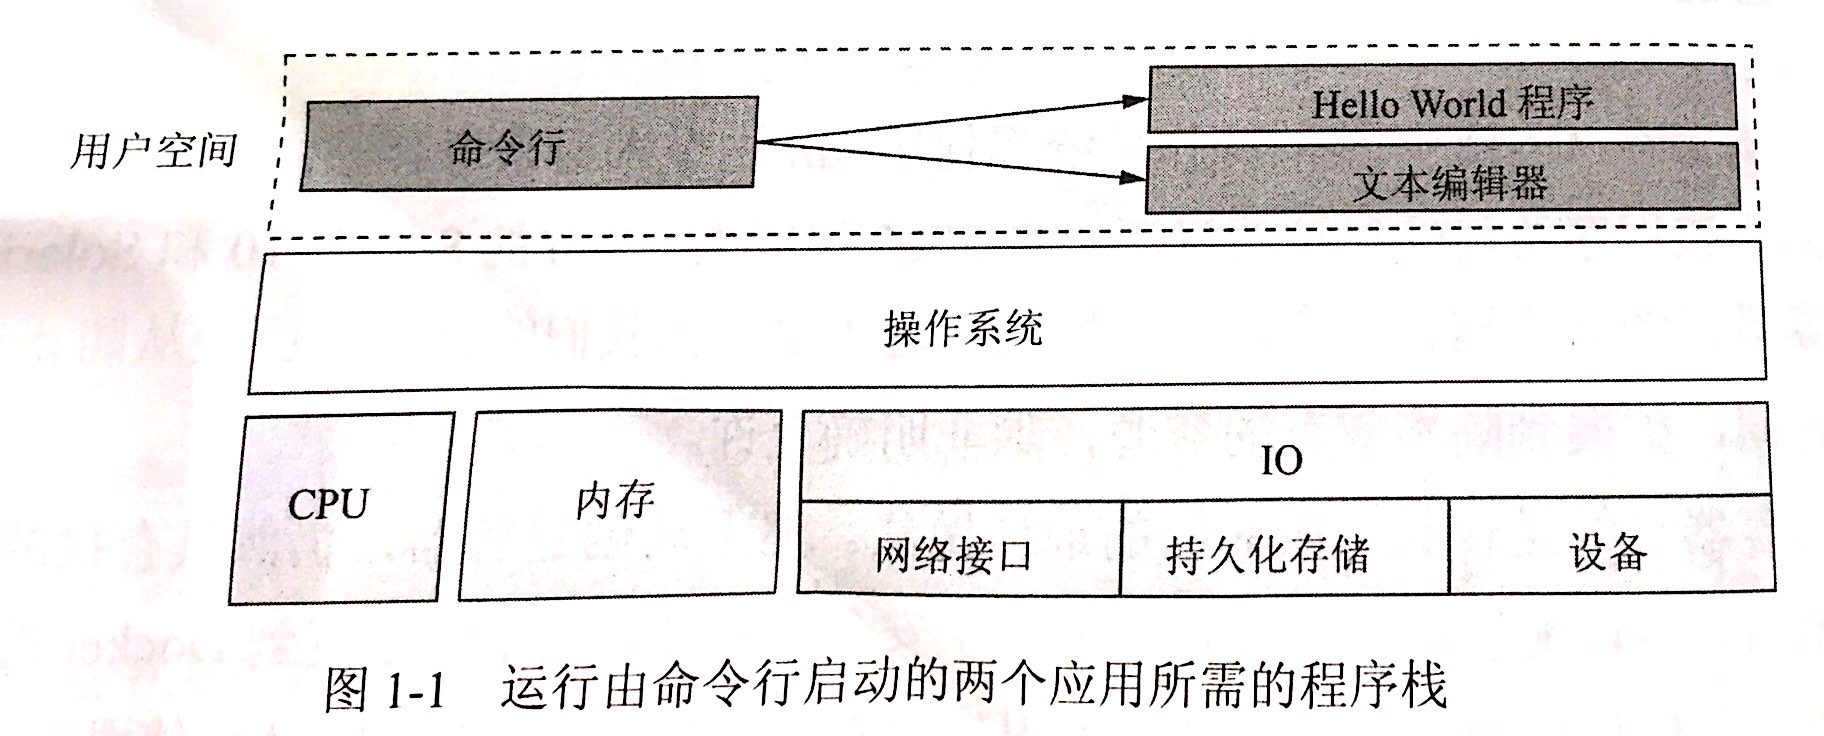 Hello World 程序
用户空间
命令行
文本编辑器
操作系统
CPU
内存
IO
网络接口
持久化存储
设备
图 1-1 运行由命令行启动的两个应用所需的程序栈